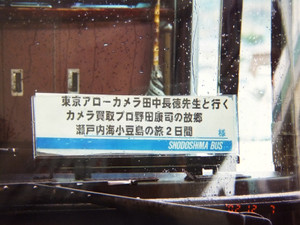 東京アローカメラ田中長徳先生と行く
カメラ買取プロ野田康司の故郷
瀬戸内海小豆島の旅2日間
様
SHODOSHIMA BUS